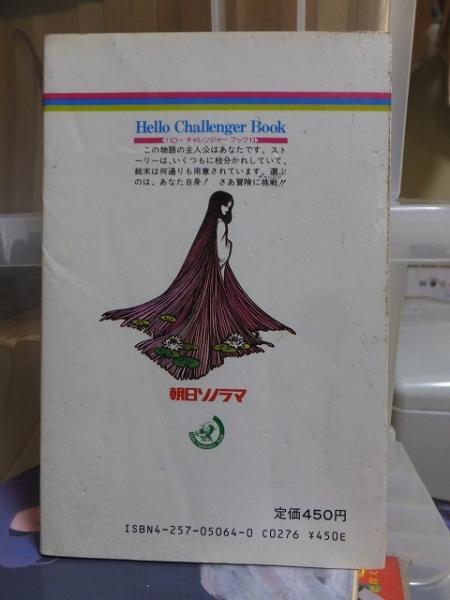 Hello Challenger Book
ハロー チャレンジャー ブック13
この物語の主人公はあなたです。スト
ーリーは、いくつもに枝分かれしていて、
結末は何通りも用意されています。選ぶ
のは、あなた自身！ さあ冒険に挑戦!!
朝日ソノラマ
定価450円
ISBN4-257-05064-0 C0276 ¥450E